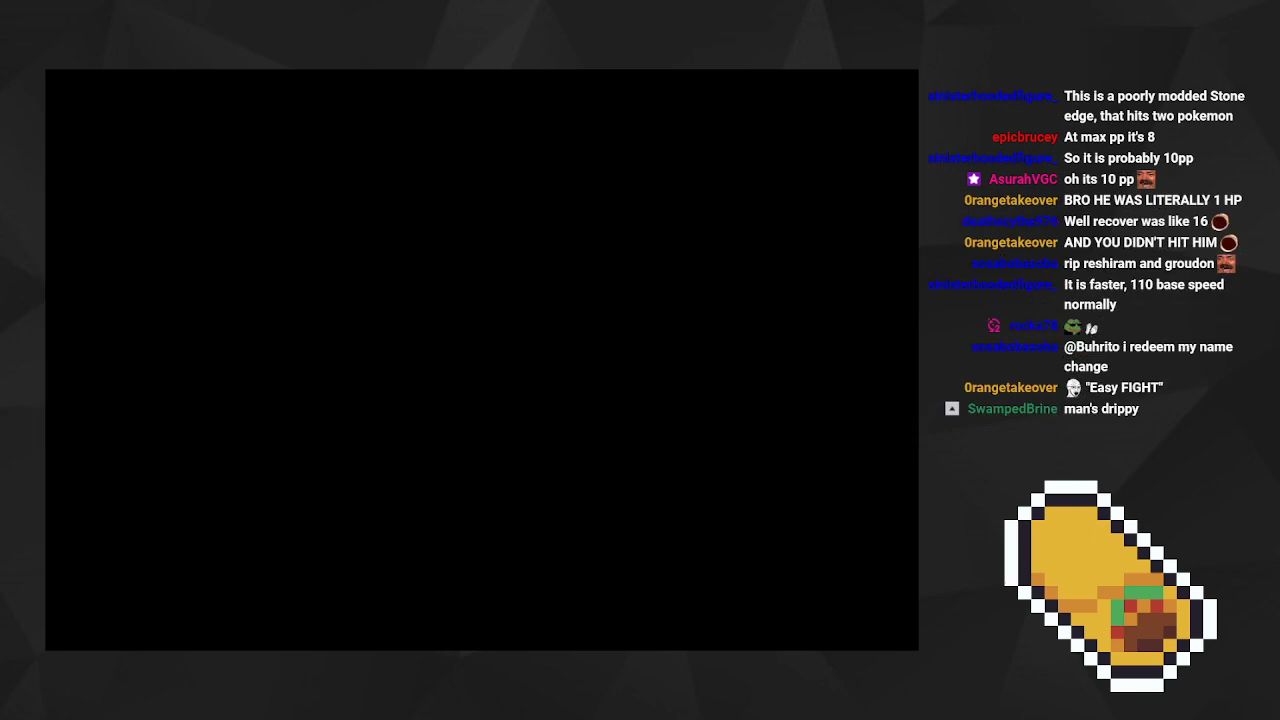 sinisterhoodedfigure_ This is a poorly modded Stone
edge, that hits two pokemon
epicbrucey At max pp it's 8
sinisterhoodedfigure_ So it is probably 10pp
AsurahVGC oh its 10 pp
0rangetakeover BRO HE WAS LITERALLY 1 HP
Well recover was like 16
0rangetakeover AND YOU DIDN'T HIT HIM
rip reshiram and groudon
sinisterhoodedfigure_ It is faster, 110 base speed
normally
@Buhrito i redeem my name
change
0rangetakeover "Easy FIGHT"
SwampedBrine man's drippy